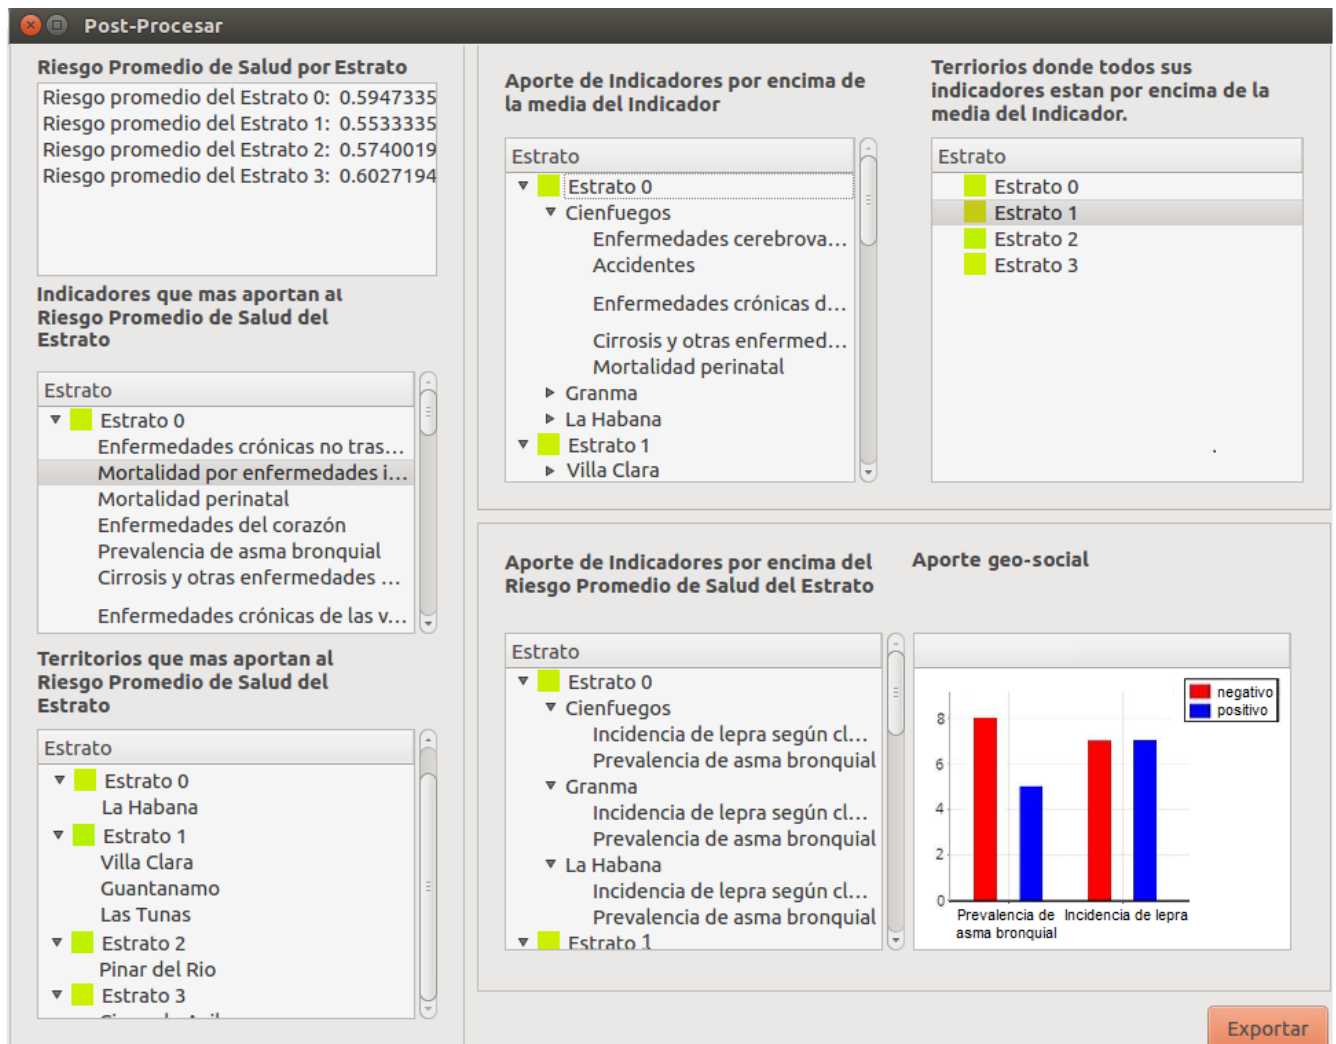 Post-Procesar
Riesgo Promedio de Salud por Estrato
Riesgo promedio del Estrato 0: 0.5947335
Riesgo promedio del Estrato 1: 0.5533335
Riesgo promedio del Estrato 2: 0.5740019
Riesgo promedio del Estrato 3: 0.6027194
Indicadores que mas aportan al
Riesgo Promedio de Salud del
Estrato
Estrato
Estrato 0
Enfermedades crónicas no tras...
Mortalidad por enfermedades i...
Mortalidad perinatal
Enfermedades del corazón
Prevalencia de asma bronquial
Cirrosis y otras enfermedades ...
Enfermedades crónicas de las v...
Territorios que mas aportan al
Riesgo Promedio de Salud del
Estrato
Estrato
Estrato 0
La Habana
Estrato 1
Villa Clara
Guantanamo
Las Tunas
Estrato 2
Pinar del Rio
Estrato 3
Aporte de Indicadores por encima de
la media del Indicador
Estrato
Estrato 0
Cienfuegos
Enfermedades cerebrova...
Accidentes
Enfermedades crónicas d...
Cirrosis y otras enfermed...
Mortalidad perinatal
Granma
La Habana
Estrato 1
Villa Clara
Terriorios donde todos sus
indicadores estan por encima de la
media del Indicador.
Estrato
Estrato 0
Estrato 1
Estrato 2
Estrato 3
Aporte de Indicadores por encima del
Riesgo Promedio de Salud del Estrato
Estrato
Estrato 0
Cienfuegos
Incidencia de lepra según cl...
Prevalencia de asma bronquial
Granma
Incidencia de lepra según cl...
Prevalencia de asma bronquial
La Habana
Incidencia de lepra según cl...
Prevalencia de asma bronquial
Estrato 1
Aporte geo-social
negativo
positivo
8
6
4
2
0
Prevalencia de
asma bronquial
Incidencia de lepra
Exportar